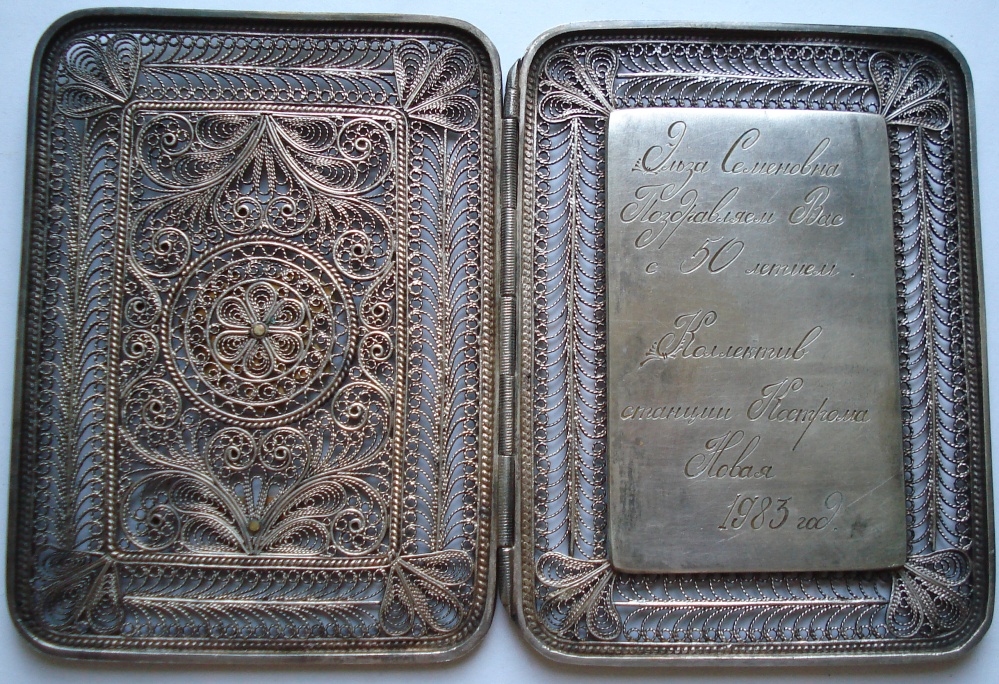 Эльза Семеновна
Поздравляем Вас
с 50 летием.
Коллектив
станции Кострома
Новая
1983 год.